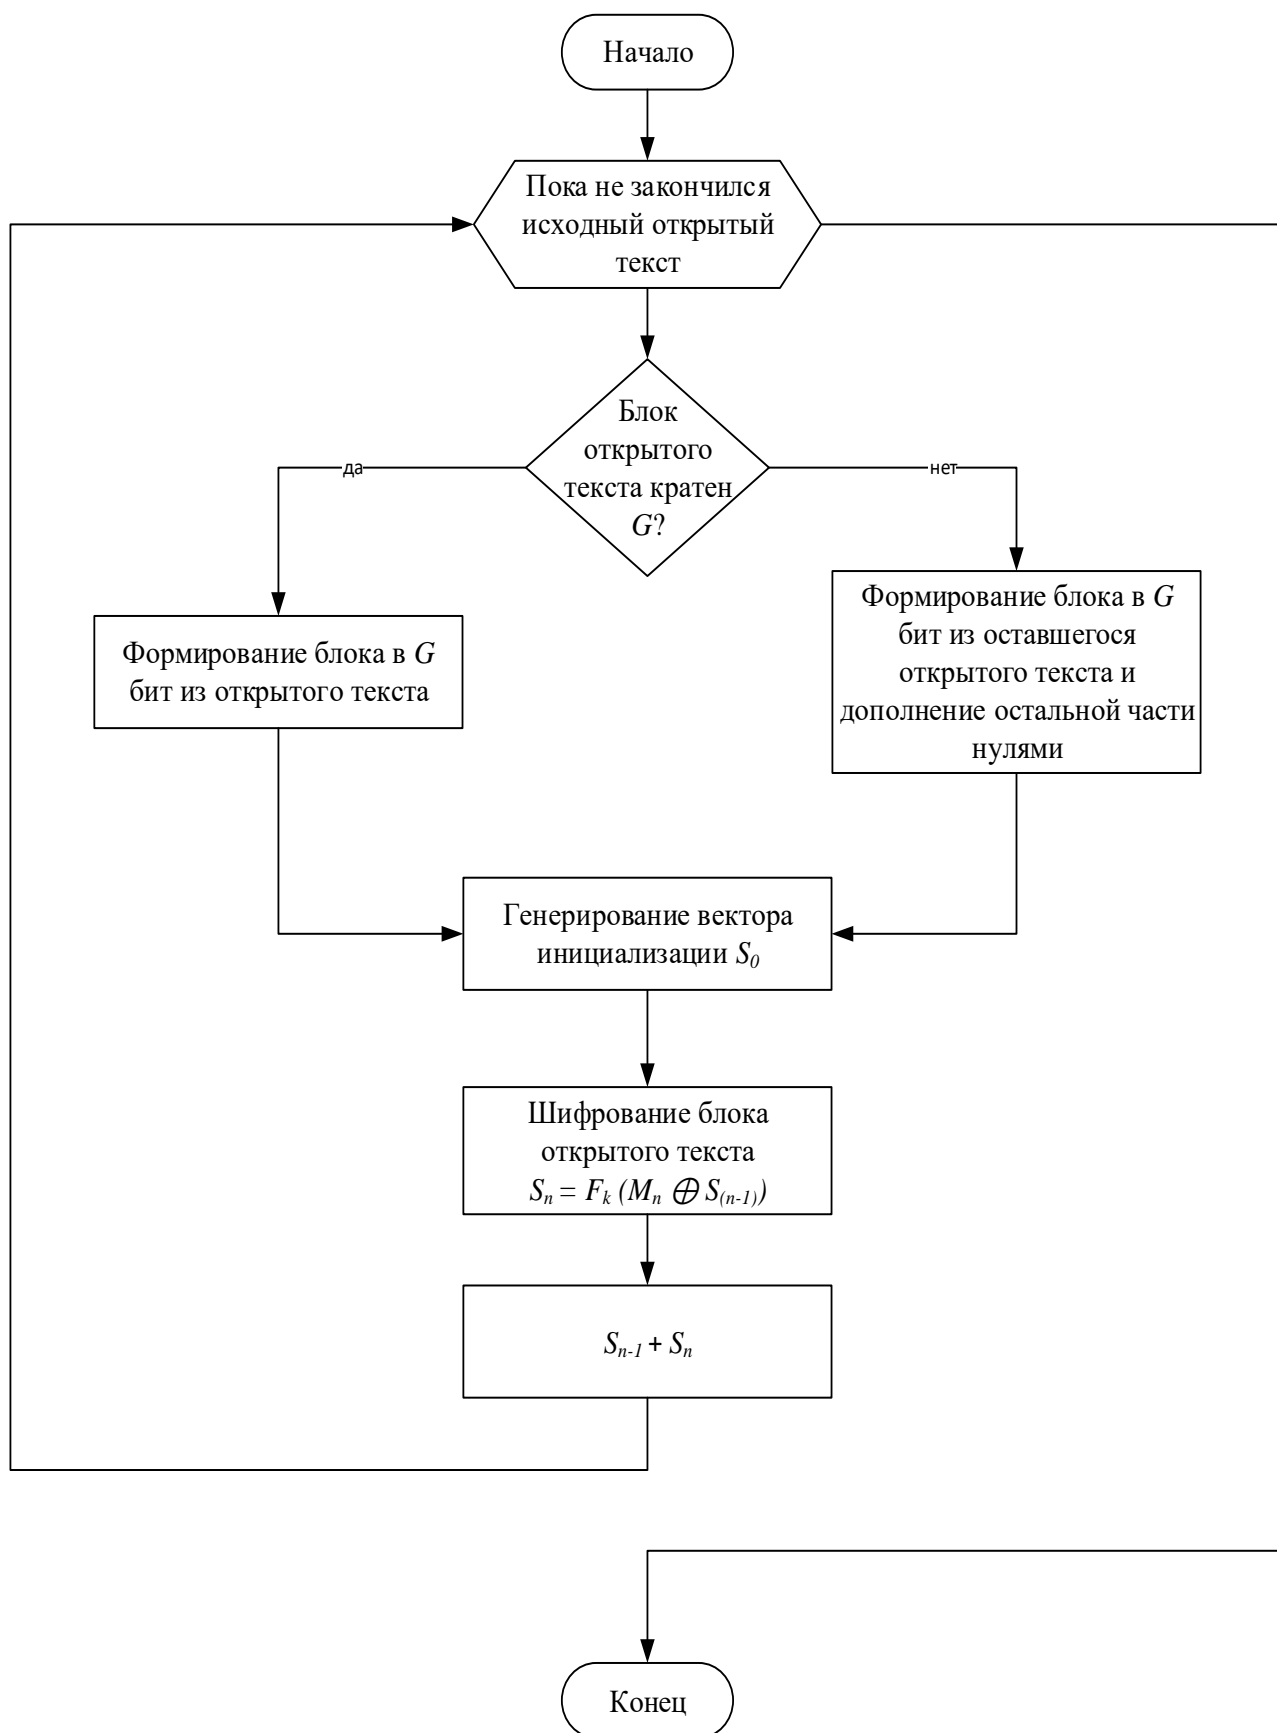 Начало
Пока не закончился
исходный открытый
текст
Блок
открытого
текста кратен
G?
да
нет
Формирование блока в G
бит из открытого текста
Формирование блока в G
бит из оставшегося
открытого текста и
дополнение остальной части
нулями
Генерирование вектора
инициализации S₀
Шифрование блока
открытого текста
Sₙ = Fₖ (Mₙ ⊕ S₍ₙ₋₁₎)
Sₙ₋₁ + Sₙ
Конец